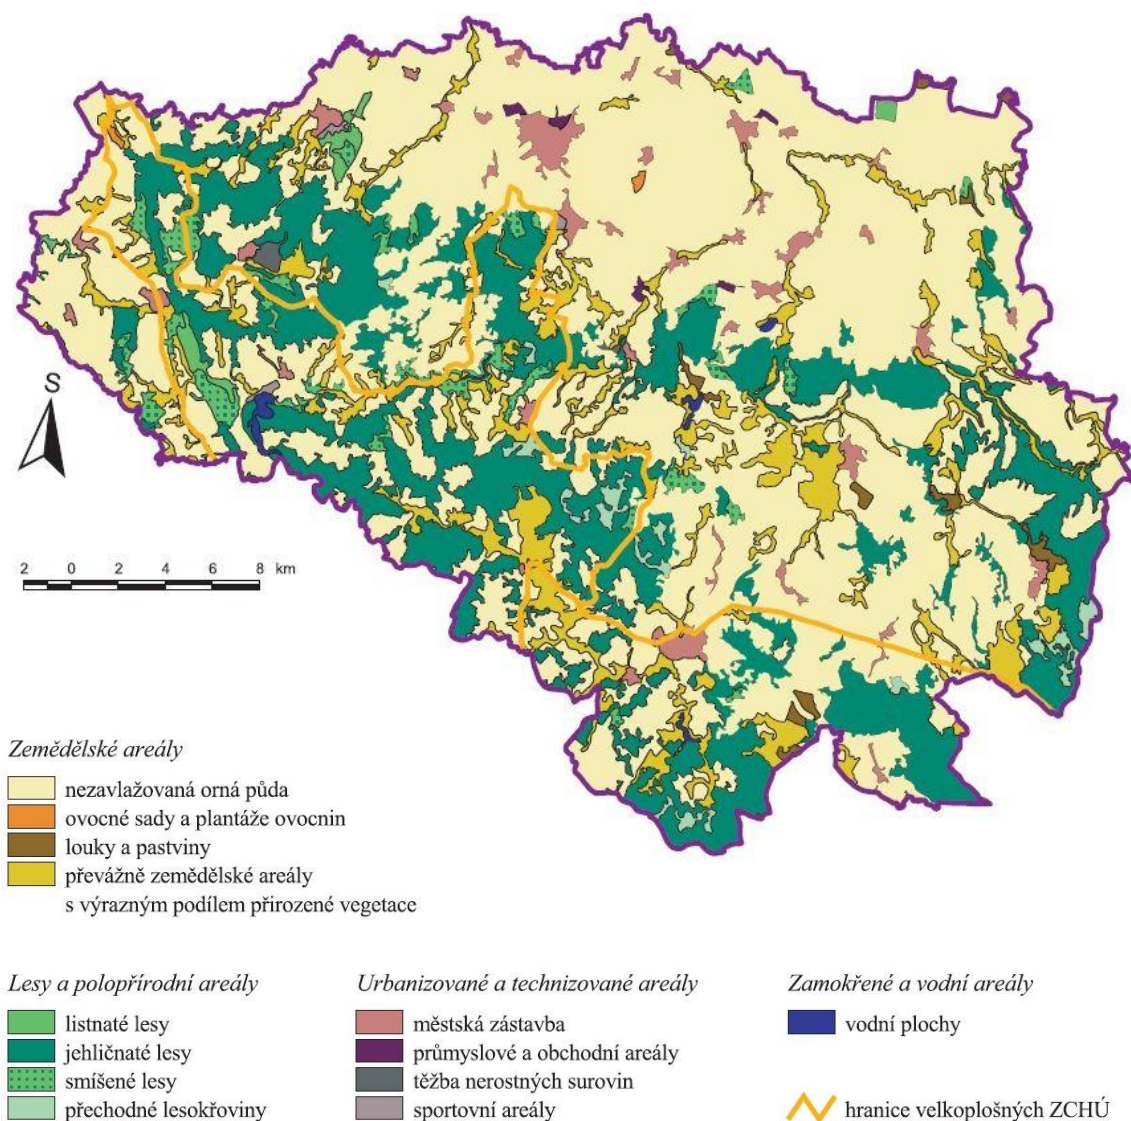 S
2 0 2 4 6 8 km
Zemědělské areály
nezavlažovaná orná půda
ovocné sady a plantáže ovocnin
louky a pastviny
převážně zemědělské areály
s výrazným podílem přirozené vegetace
Lesy a polopřírodní areály
listnaté lesy
jehličnaté lesy
smíšené lesy
přechodné lesokřoviny
Urbanizované a technizované areály
městská zástavba
průmyslové a obchodní areály
těžba nerostných surovin
sportovní areály
Zamokřené a vodní areály
vodní plochy
hranice velkoplošných ZCHÚ